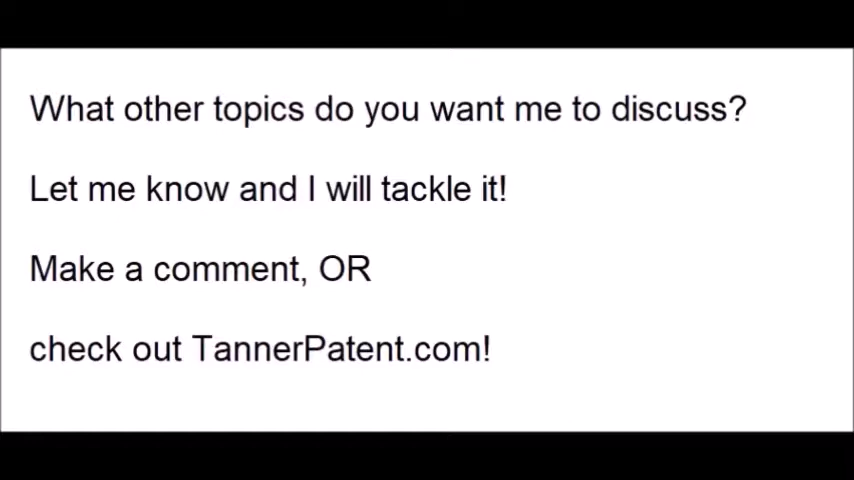 What other topics do you want me to discuss?
Let me know and I will tackle it!
Make a comment, OR
check out TannerPatent.com!